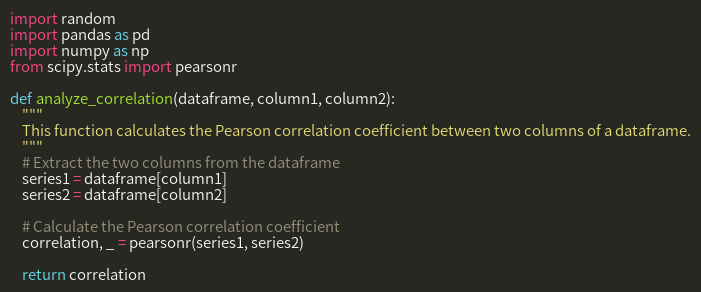 import random
import pandas as pd
import numpy as np
from scipy.stats import pearsonr

def analyze_correlation(dataframe, column1, column2):
    """
    This function calculates the Pearson correlation coefficient between two columns of a dataframe.
    """
    # Extract the two columns from the dataframe
    series1 = dataframe[column1]
    series2 = dataframe[column2]

    # Calculate the Pearson correlation coefficient
    correlation, _ = pearsonr(series1, series2)

    return correlation